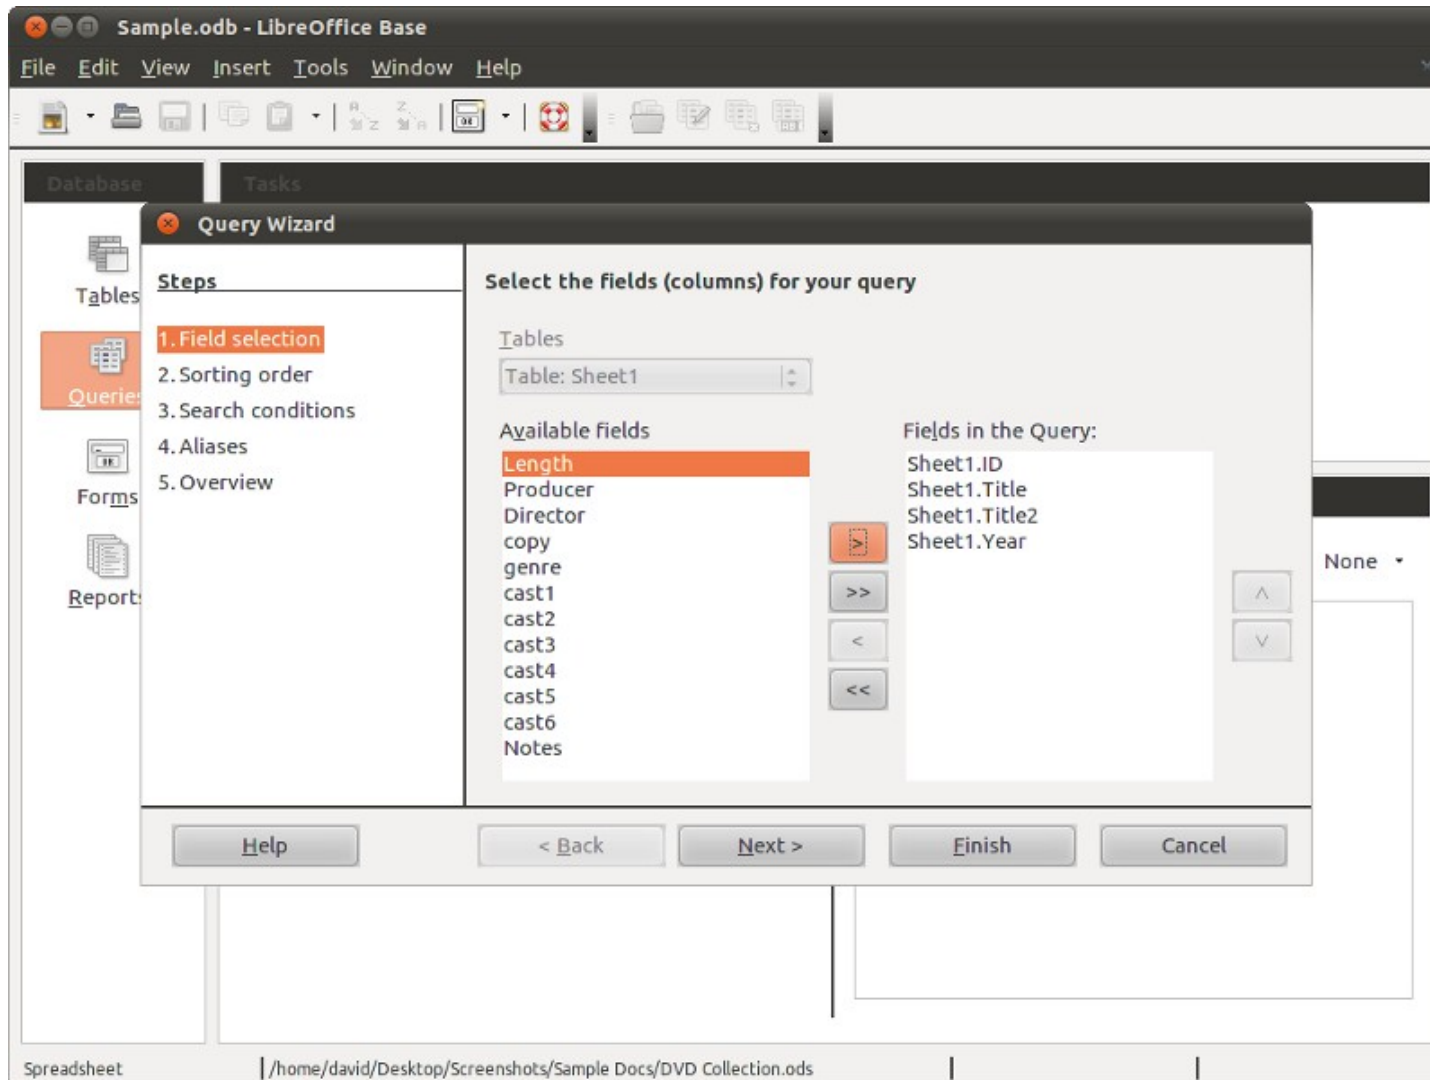 Sample.odb - LibreOffice Base
File Edit View Insert Tools Window Help
Database
Tasks
Query Wizard
Tables
Queries
Forms
Reports
Steps
1. Field selection
2. Sorting order
3. Search conditions
4. Aliases
5. Overview
Select the fields (columns) for your query
Tables
Table: Sheet1
Available fields
Length
Producer
Director
copy
genre
cast1
cast2
cast3
cast4
cast5
cast6
Notes
>
>>
<
<<
Fields in the Query:
Sheet1.ID
Sheet1.Title
Sheet1.Title2
Sheet1.Year
None
Help
< Back
Next >
Finish
Cancel
Spreadsheet
/home/david/Desktop/Screenshots/Sample Docs/DVD Collection.ods